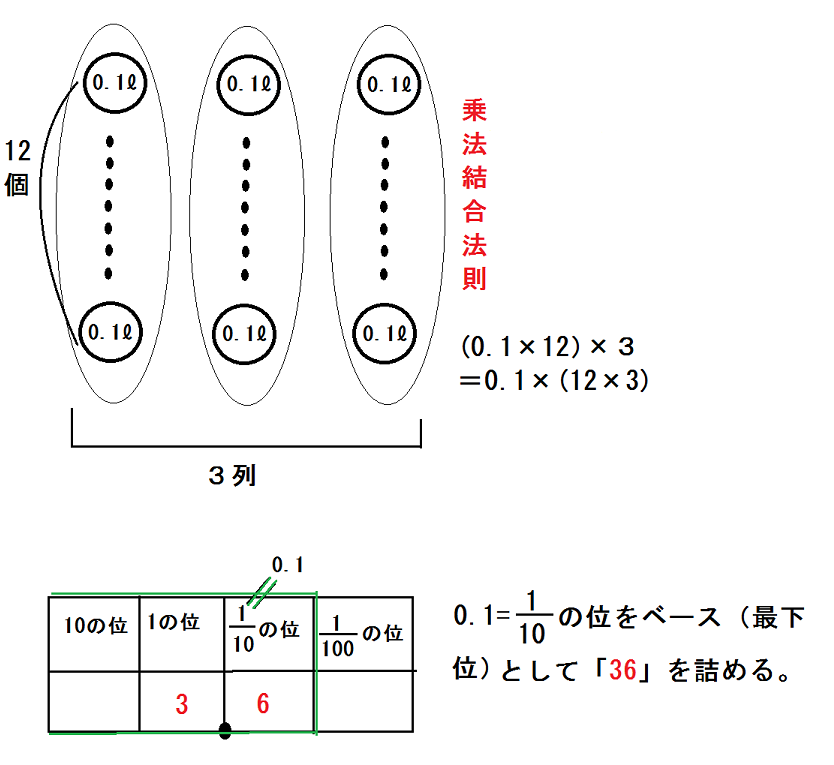 0.1ℓ 0.1ℓ 0.1ℓ
12
個
0.1ℓ 0.1ℓ 0.1ℓ
3列
乗法結合法則
(0.1×12)×3
=0.1×(12×3)
0.1
10の位 1の位 1/10の位 1/100の位
3 6
0.1=1/10の位をベース(最下
位)として「36」を詰める。